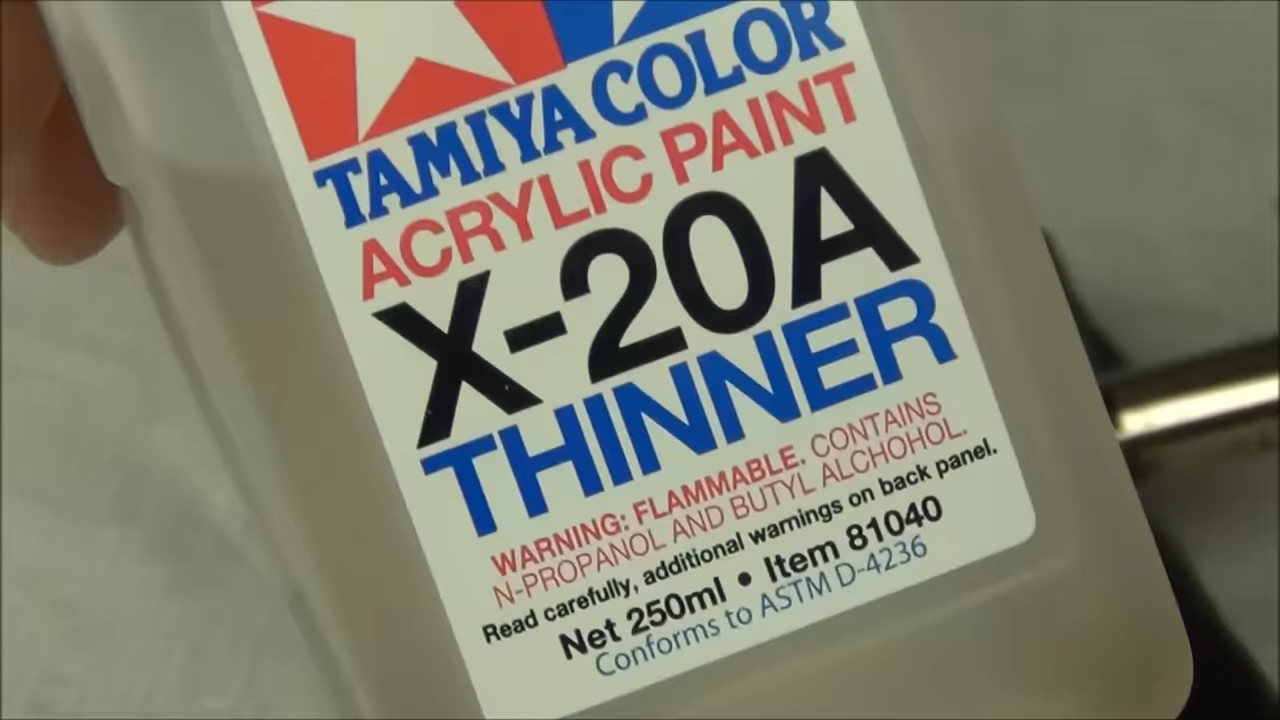 TAMIYA COLOR
ACRYLIC PAINT
X-20A
THINNER
WARNING: FLAMMABLE. CONTAINS
N-PROPANOL AND BUTYL ALCHOHOL.
Read carefully, additional warnings on back panel.
Net 250ml • Item 81040
Conforms to ASTM D-4236